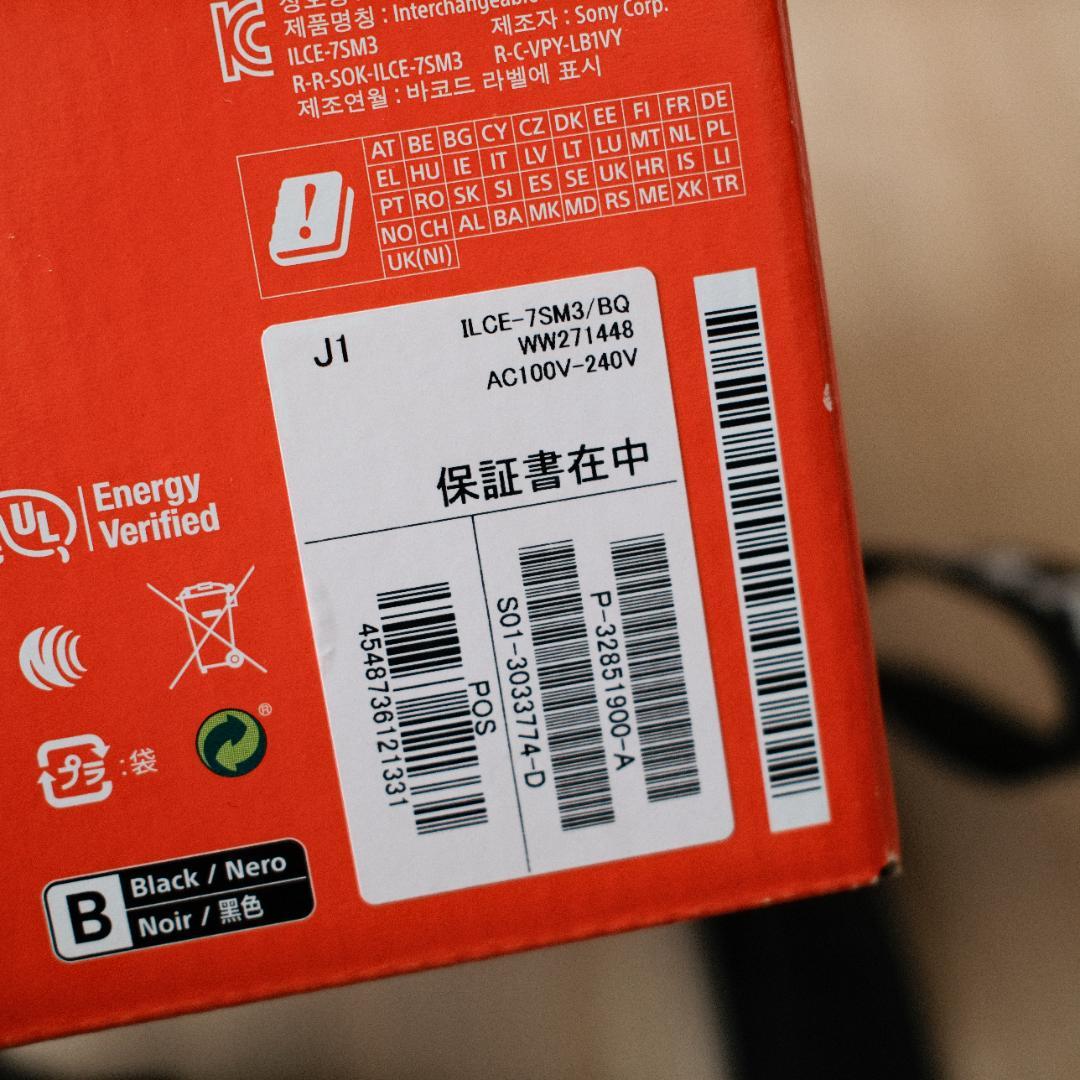 제품명칭 : Interchangeable
제조자 : Sony Corp.
ILCE-7SM3
R-R-SOK-ILCE-7SM3
R-C-VPY-LB1VY
제조연월 : 바코드 라벨에 표시
AT BE BG CY CZ DK EE FI FR DE
EL HU IE IT LV LT LU MT NL PL
PT RO SK SI ES SE UK HR IS LI
NO CH AL BA MK MD RS ME XK TR
UK(NI)
J1
ILCE-7SM3/BQ
WW271448
AC100V-240V
保証書在中
UL
Energy
Verified
POS
4548736121331
S01-3033774-D
P-32851900-A
プラ :袋
B
Black / Nero
Noir / 黑色